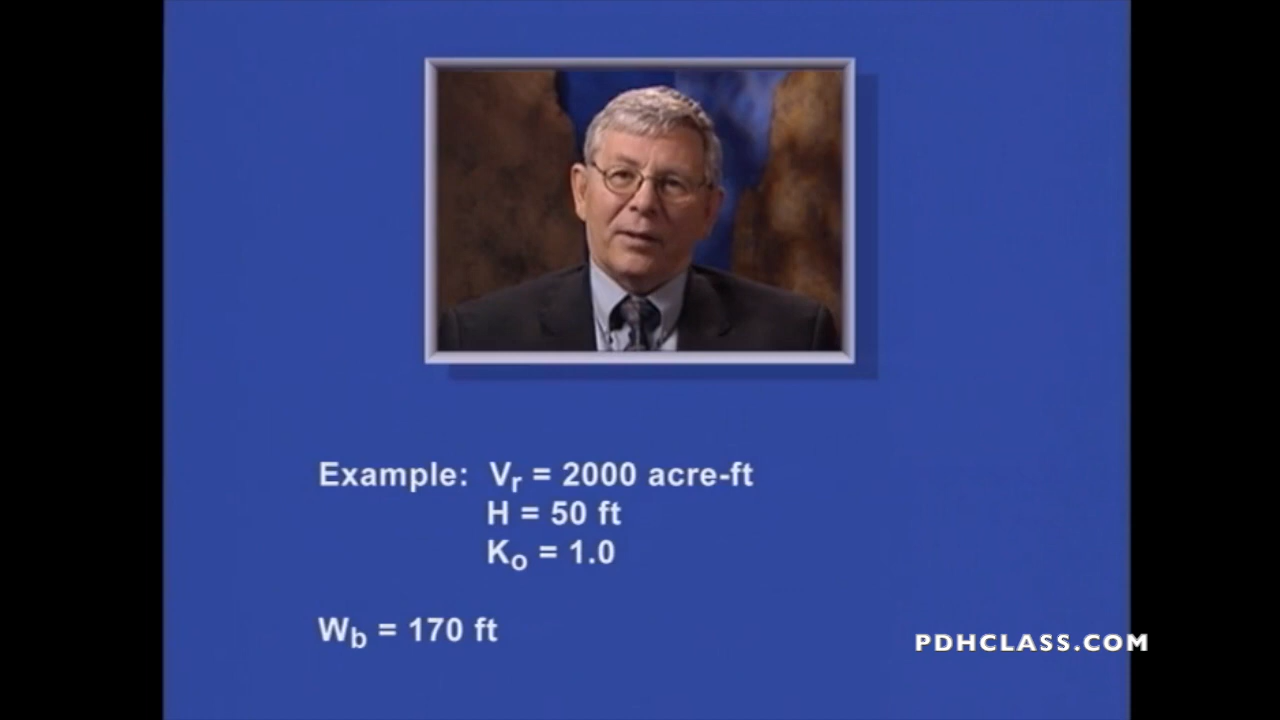 Example: Vr = 2000 acre-ft
H = 50 ft
Ko = 1.0
Wb = 170 ft
PDHCLASS.COM